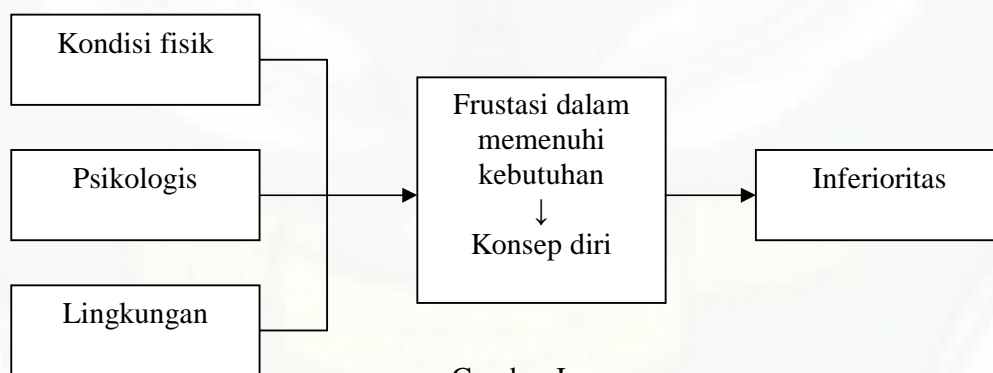 Kondisi fisik
Psikologis
Lingkungan
Frustasi dalam
memenuhi
kebutuhan
↓
Konsep diri
Inferioritas